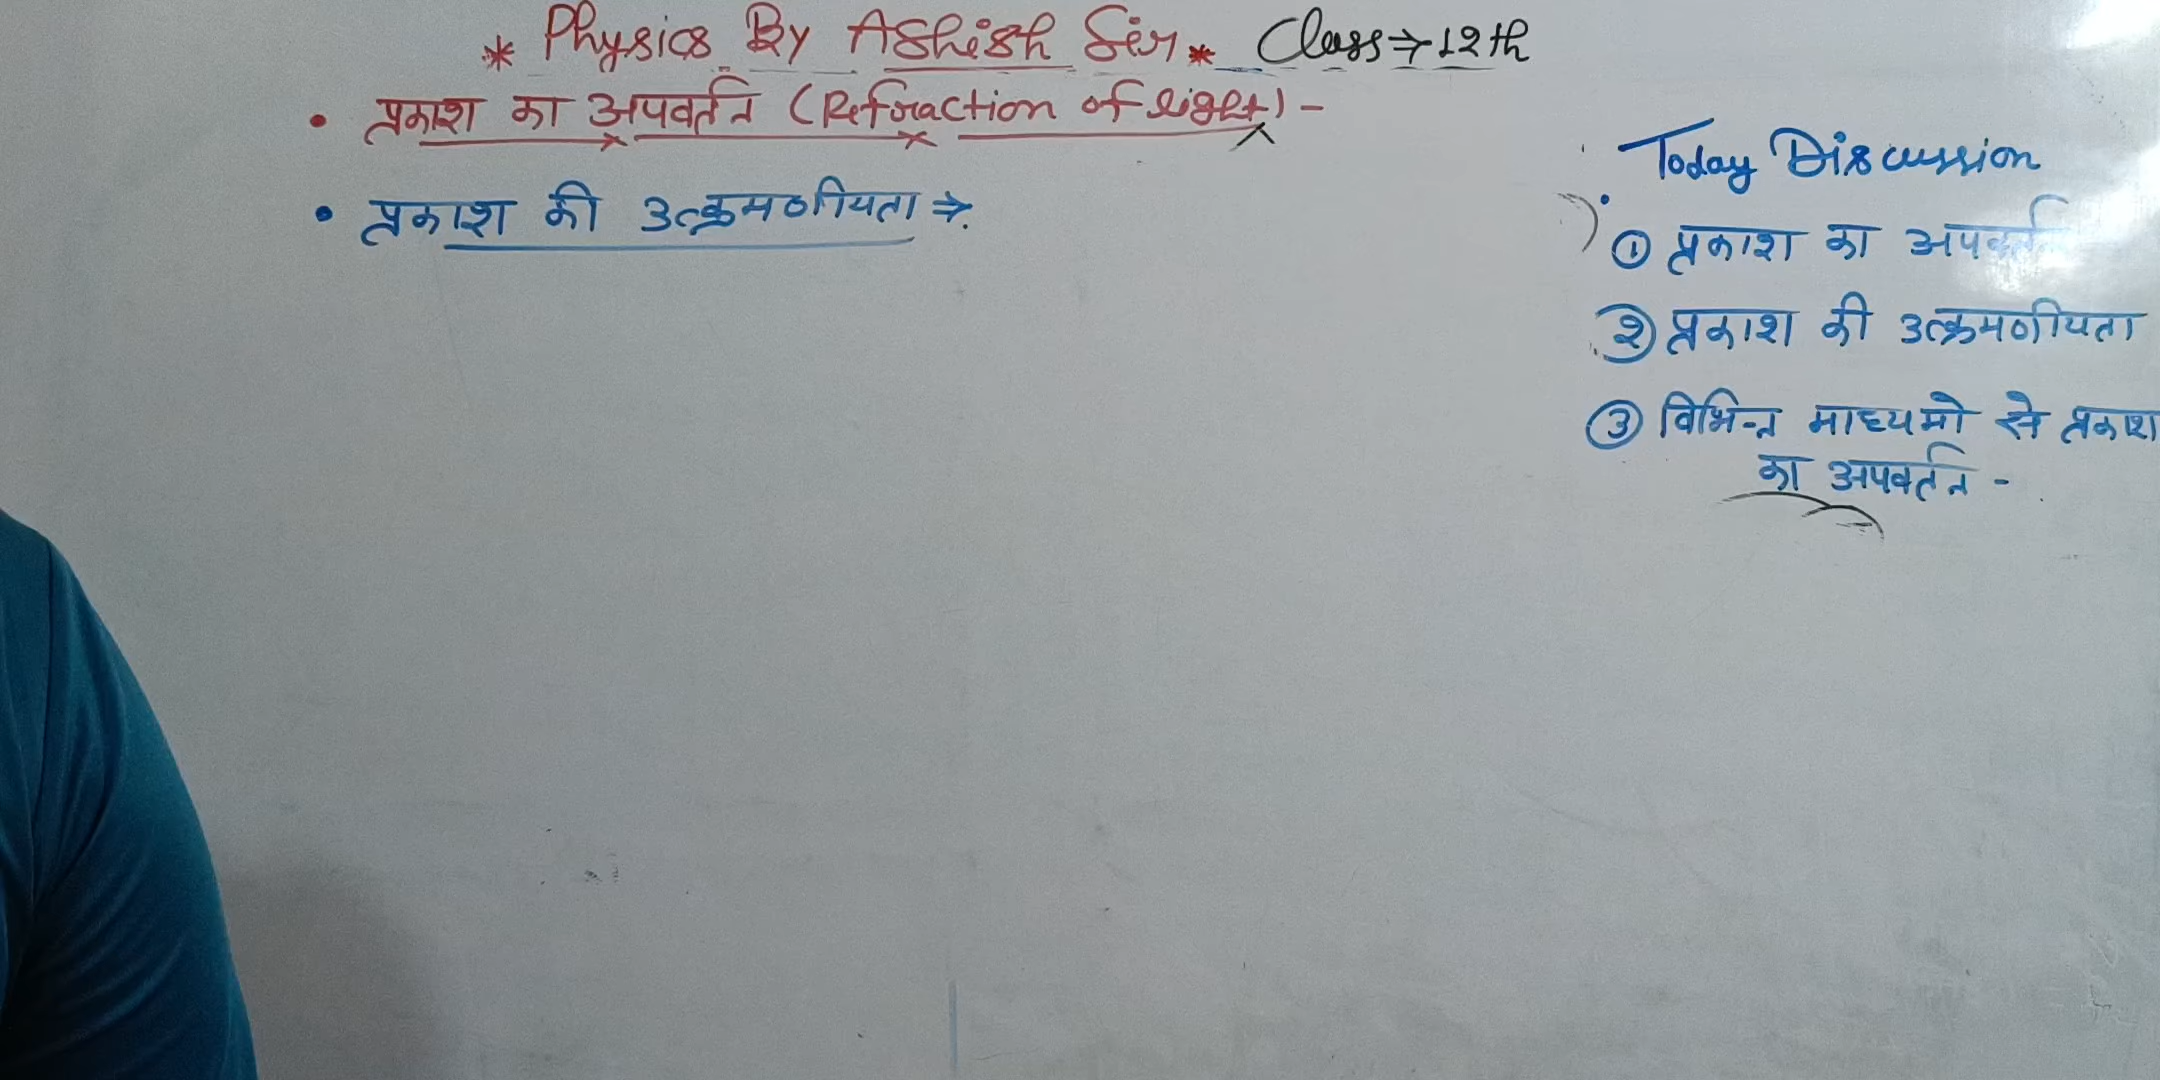 * Physics By Ashish Sir * Class → 12th
• प्रकाश का अपवर्तन (Refraction of light) -
• प्रकाश की उत्क्रमणीयता ⇒
Today Discussion
① प्रकाश का अपवर्तन
② प्रकाश की उत्क्रमणीयता
③ विभिन्न माध्यमो से प्रकाश
का अपवर्तन -